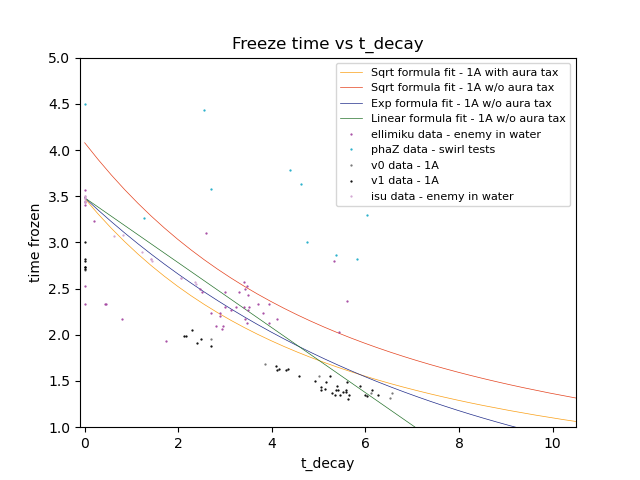 Freeze time vs t_decay
5.0
4.5
4.0
3.5
3.0
2.5
2.0
1.5
1.0
time frozen
Sqrt formula fit - 1A with aura tax
Sqrt formula fit - 1A w/o aura tax
Exp formula fit - 1A w/o aura tax
Linear formula fit - 1A w/o aura tax
ellimiku data - enemy in water
phaZ data - swirl tests
v0 data - 1A
v1 data - 1A
isu data - enemy in water
0 2 4 6 8 10
t_decay